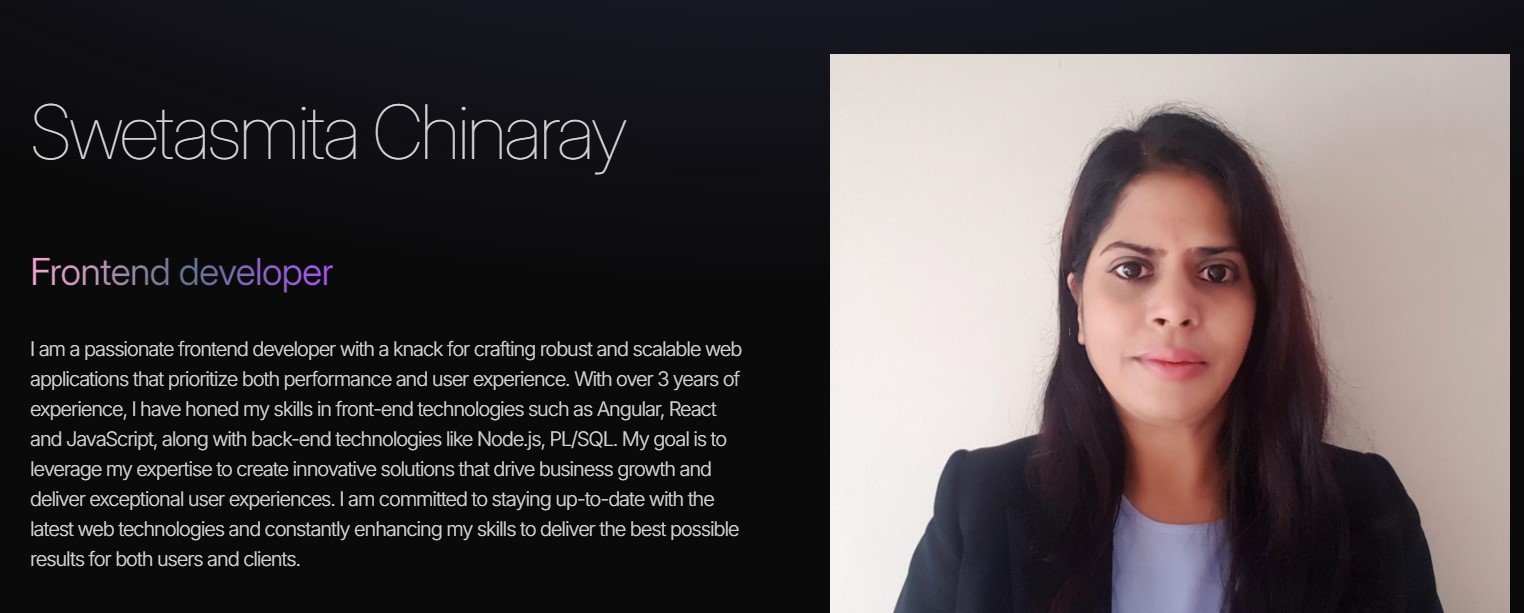 Swetasmita Chinaray
Frontend developer
I am a passionate frontend developer with a knack for crafting robust and scalable web
applications that prioritize both performance and user experience. With over 3 years of
experience, I have honed my skills in front-end technologies such as Angular, React
and JavaScript, along with back-end technologies like Node.js, PL/SQL. My goal is to
leverage my expertise to create innovative solutions that drive business growth and
deliver exceptional user experiences. I am committed to staying up-to-date with the
latest web technologies and constantly enhancing my skills to deliver the best possible
results for both users and clients.